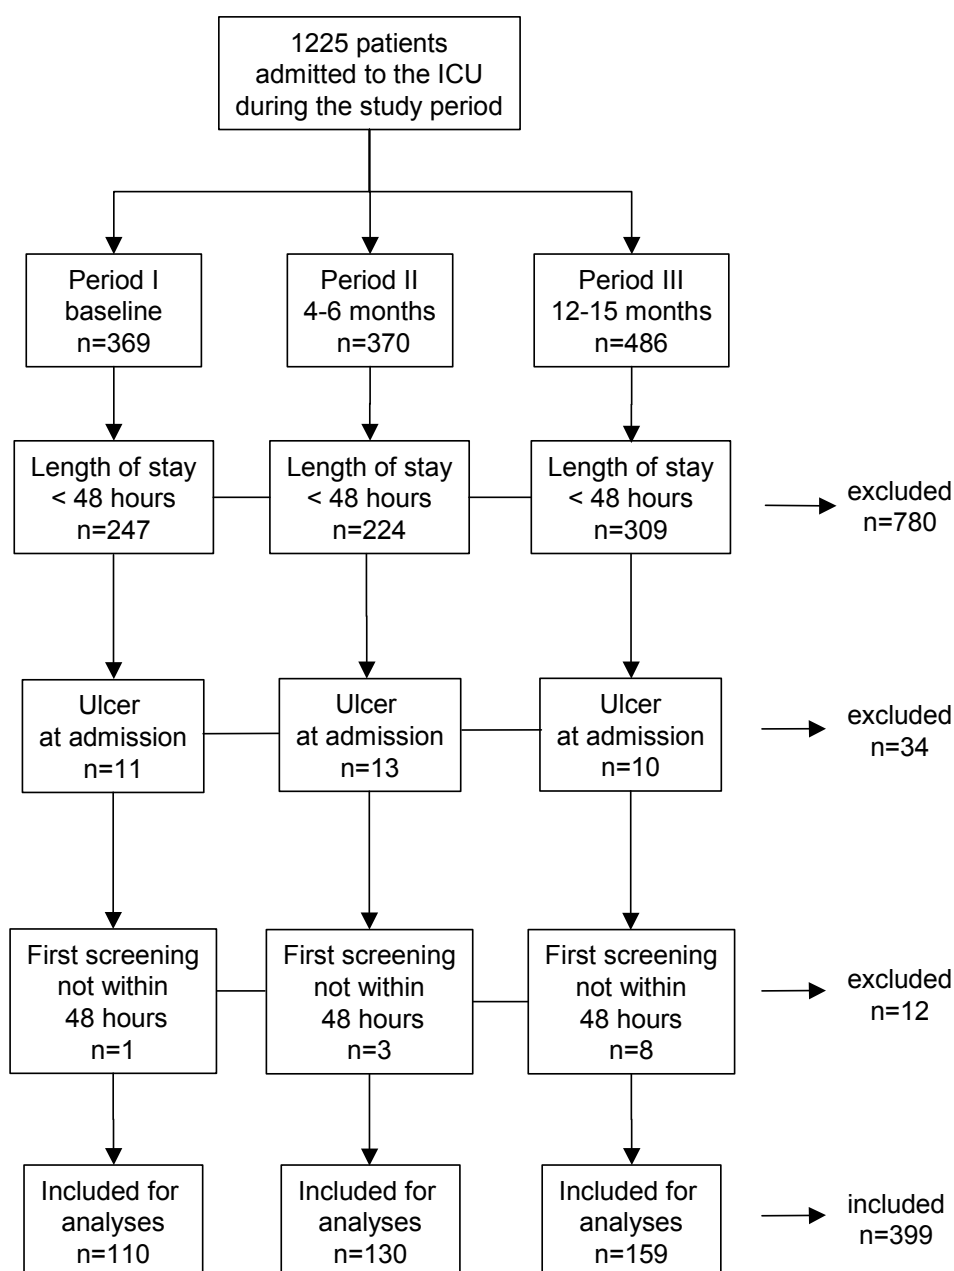 1225 patients
admitted to the ICU
during the study period
Period I
baseline
n=369
Period II
4-6 months
n=370
Period III
12-15 months
n=486
Length of stay
< 48 hours
n=247
Length of stay
< 48 hours
n=224
Length of stay
< 48 hours
n=309
excluded
n=780
Ulcer
at admission
n=11
Ulcer
at admission
n=13
Ulcer
at admission
n=10
excluded
n=34
First screening
not within
48 hours
n=1
First screening
not within
48 hours
n=3
First screening
not within
48 hours
n=8
excluded
n=12
Included for
analyses
n=110
Included for
analyses
n=130
Included for
analyses
n=159
included
n=399